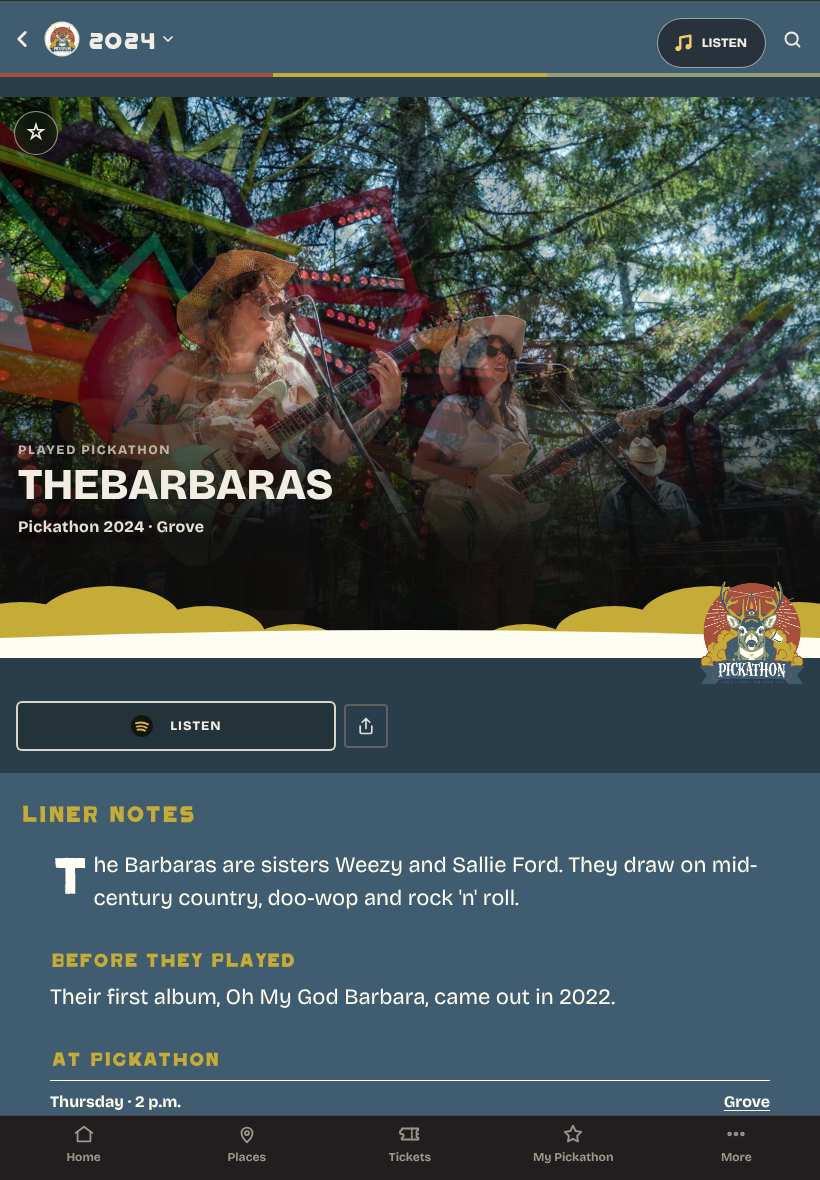 2024
LISTEN
PLAYED PICKATHON
THEBARBARAS
Pickathon 2024 · Grove
PICKATHON
LISTEN
LINER NOTES
The Barbaras are sisters Weezy and Sallie Ford. They draw on mid-
century country, doo-wop and rock 'n' roll.
BEFORE THEY PLAYED
Their first album, Oh My God Barbara, came out in 2022.
AT PICKATHON
Thursday · 2 p.m. Grove
Home Places Tickets My Pickathon More